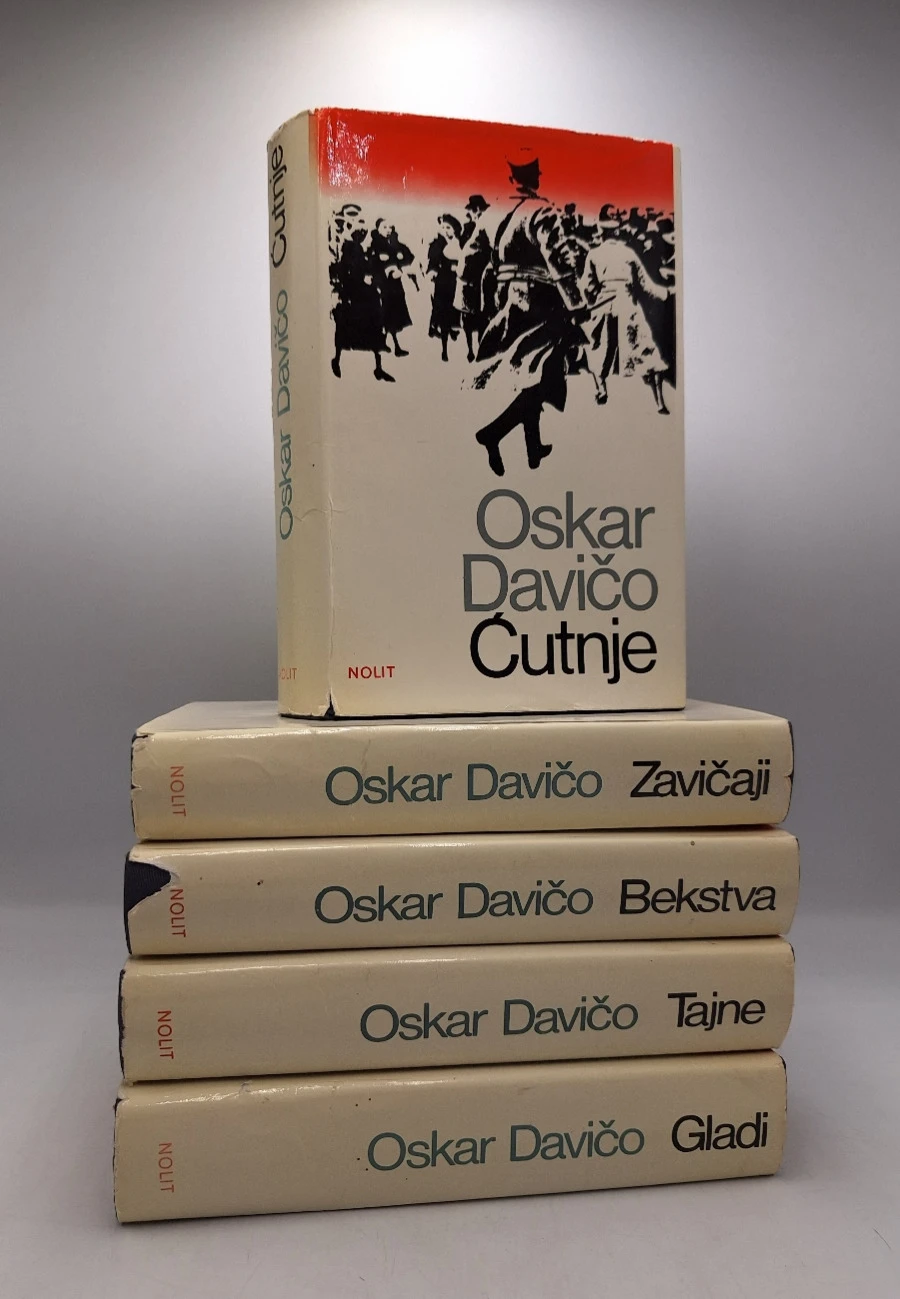 Oskar Davičo Ćutnje
NOLIT
Oskar
Davičo
Ćutnje
NOLIT
NOLIT Oskar Davičo Zavičaji
NOLIT Oskar Davičo Bekstva
NOLIT Oskar Davičo Tajne
NOLIT Oskar Davičo Gladi